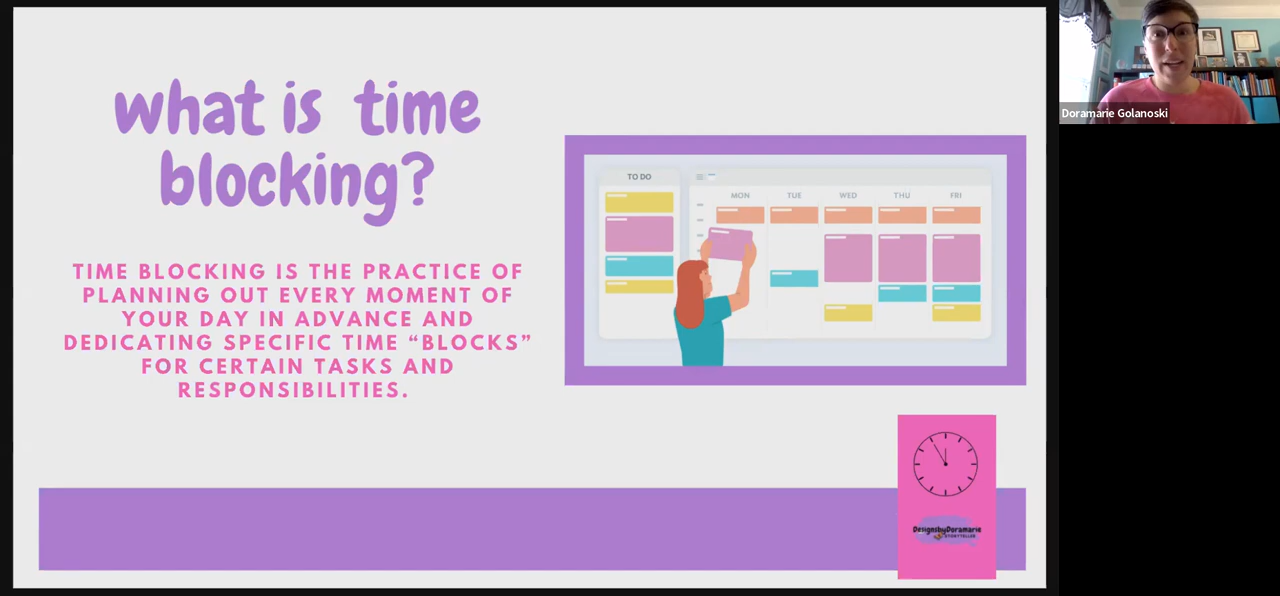 what is time
blocking?
TIME BLOCKING IS THE PRACTICE OF
PLANNING OUT EVERY MOMENT OF
YOUR DAY IN ADVANCE AND
DEDICATING SPECIFIC TIME “BLOCKS”
FOR CERTAIN TASKS AND
RESPONSIBILITIES.
TO DO
MON TUE WED THU FRI
DesignsbyDoramarie
STORYTELLER
Doramarie Golanoski